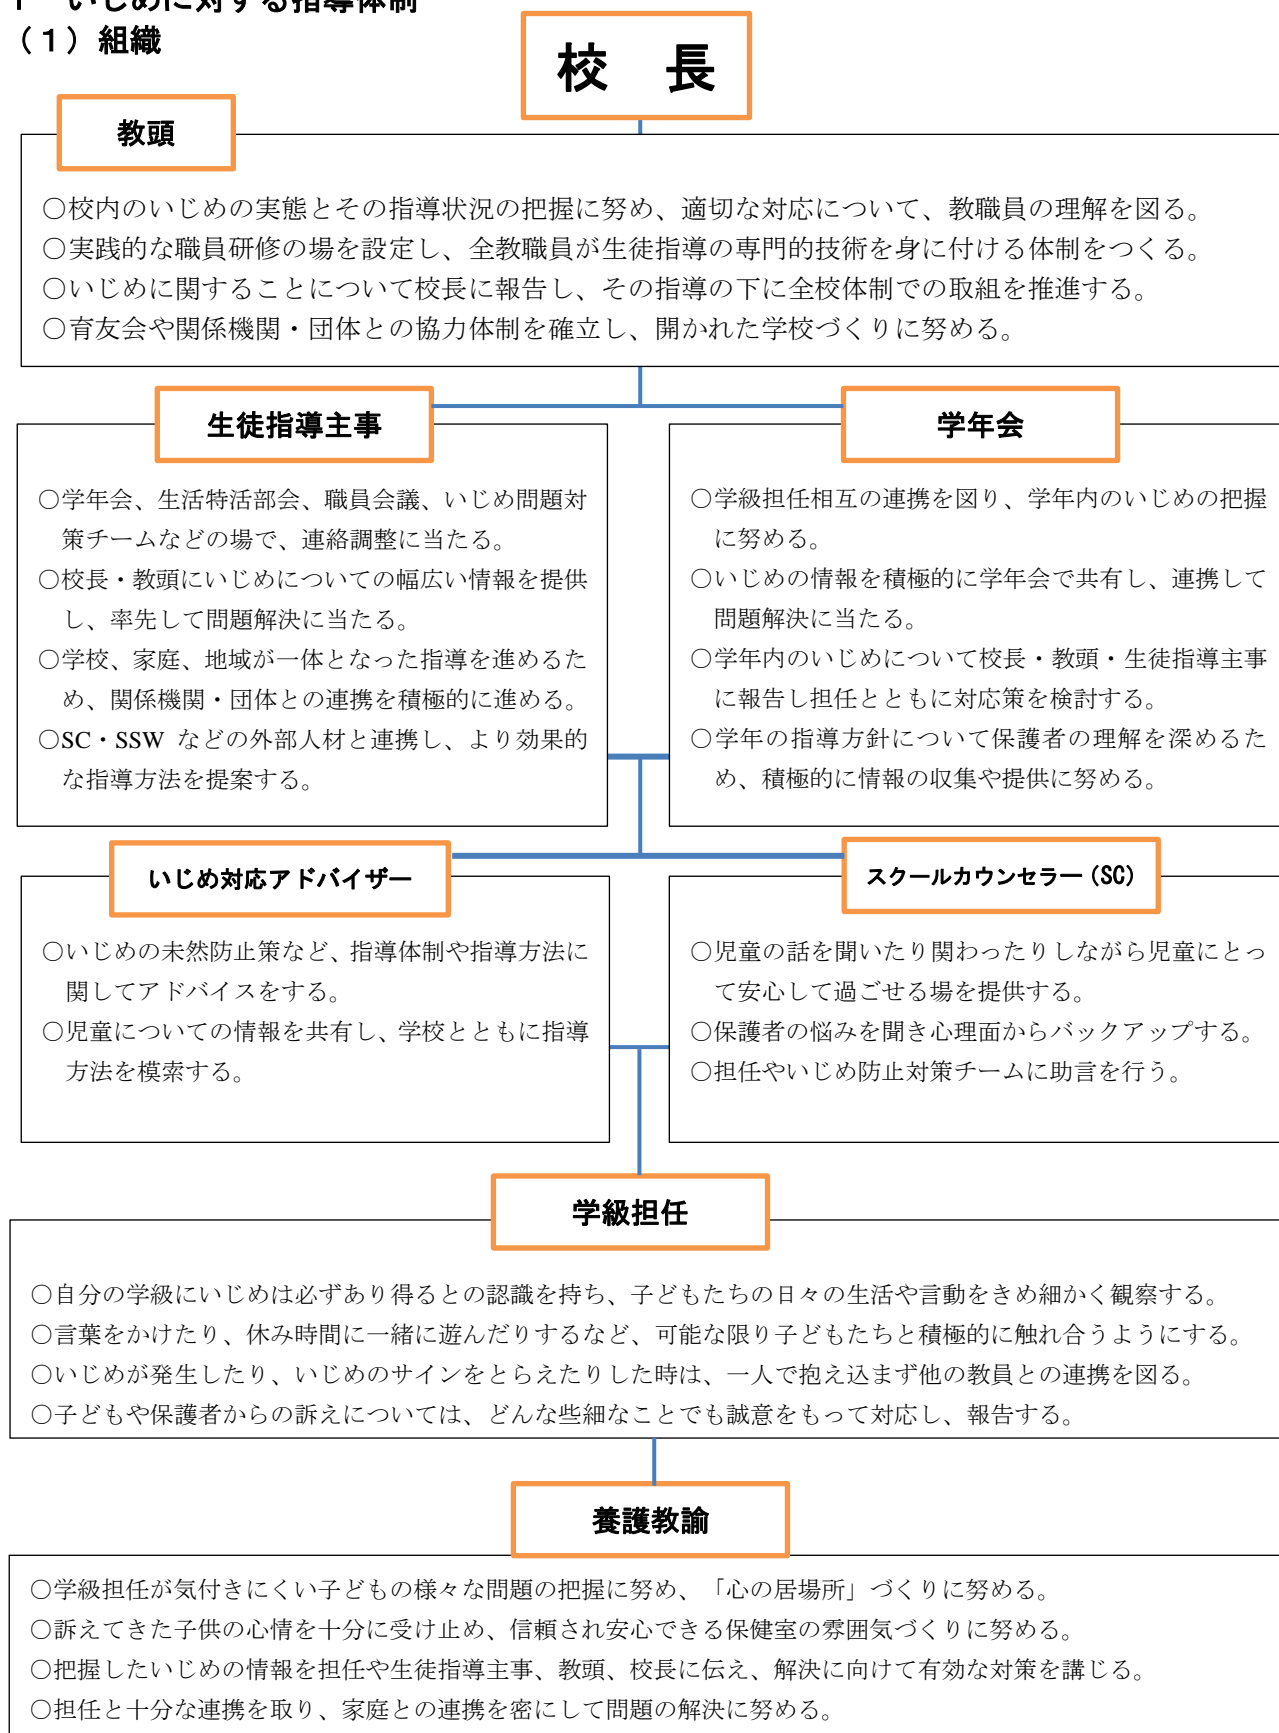 １ いじめに対する指導体制
（１）組織
校 長
教頭
○校内のいじめの実態とその指導状況の把握に努め、適切な対応について、教職員の理解を図る。
○実践的な職員研修の場を設定し、全教職員が生徒指導の専門的技術を身に付ける体制をつくる。
○いじめに関することについて校長に報告し、その指導の下に全校体制での取組を推進する。
○育友会や関係機関・団体との協力体制を確立し、開かれた学校づくりに努める。
生徒指導主事
○学年会、生活特活部会、職員会議、いじめ問題対
策チームなどの場で、連絡調整に当たる。
○校長・教頭にいじめについての幅広い情報を提供
し、率先して問題解決に当たる。
○学校、家庭、地域が一体となった指導を進めるた
め、関係機関・団体との連携を積極的に進める。
○SC・SSW などの外部人材と連携し、より効果的
な指導方法を提案する。
学年会
○学級担任相互の連携を図り、学年内のいじめの把握
に努める。
○いじめの情報を積極的に学年会で共有し、連携して
問題解決に当たる。
○学年内のいじめについて校長・教頭・生徒指導主事
に報告し担任とともに対応策を検討する。
○学年の指導方針について保護者の理解を深めるた
め、積極的に情報の収集や提供に努める。
いじめ対応アドバイザー
○いじめの未然防止策など、指導体制や指導方法に
関してアドバイスをする。
○児童についての情報を共有し、学校とともに指導
方法を模索する。
スクールカウンセラー（SC）
○児童の話を聞いたり関わったりしながら児童にとっ
て安心して過ごせる場を提供する。
○保護者の悩みを聞き心理面からバックアップする。
○担任やいじめ防止対策チームに助言を行う。
学級担任
○自分の学級にいじめは必ずあり得るとの認識を持ち、子どもたちの日々の生活や言動をきめ細かく観察する。
○言葉をかけたり、休み時間に一緒に遊んだりするなど、可能な限り子どもたちと積極的に触れ合うようにする。
○いじめが発生したり、いじめのサインをとらえたりした時は、一人で抱え込まず他の教員との連携を図る。
○子どもや保護者からの訴えについては、どんな些細なことでも誠意をもって対応し、報告する。
養護教諭
○学級担任が気付きにくい子どもの様々な問題の把握に努め、「心の居場所」づくりに努める。
○訴えてきた子供の心情を十分に受け止め、信頼され安心できる保健室の雰囲気づくりに努める。
○把握したいじめの情報を担任や生徒指導主事、教頭、校長に伝え、解決に向けて有効な対策を講じる。
○担任と十分な連携を取り、家庭との連携を密にして問題の解決に努める。